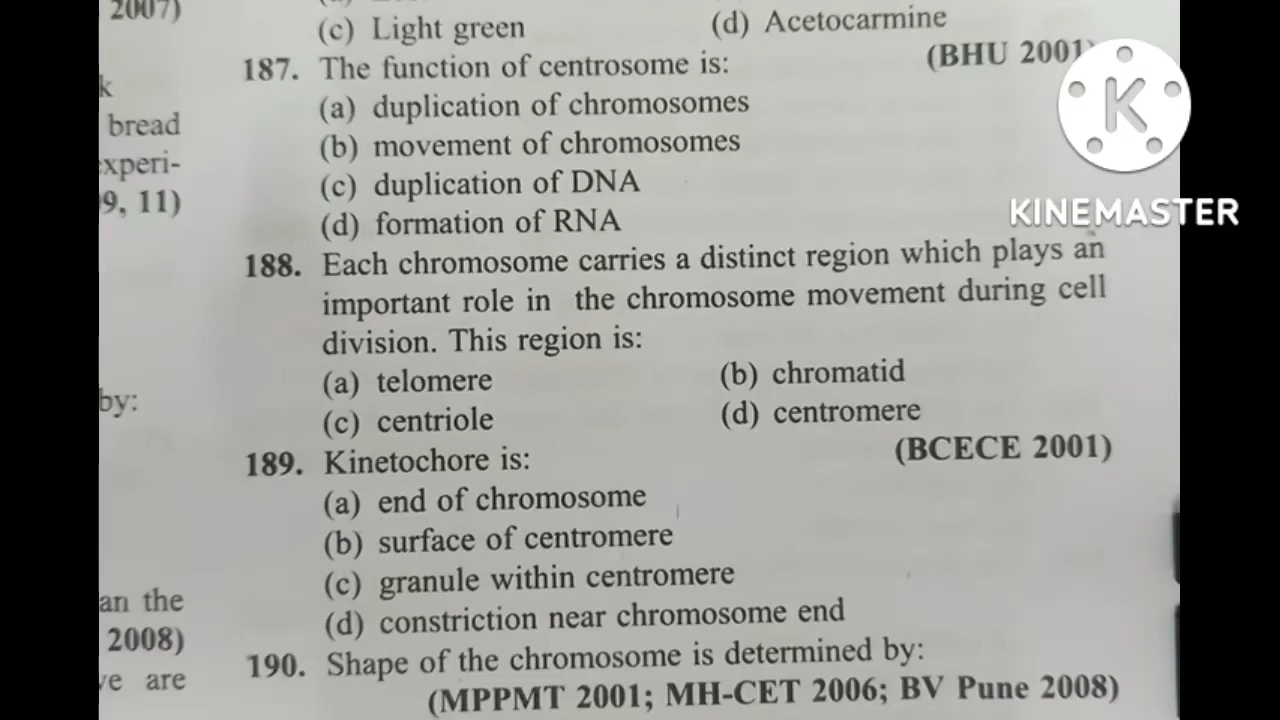 2007)
(c) Light green (d) Acetocarmine
(BHU 2001)
187. The function of centrosome is:
(a) duplication of chromosomes
(b) movement of chromosomes
(c) duplication of DNA
(d) formation of RNA
188. Each chromosome carries a distinct region which plays an
important role in the chromosome movement during cell
division. This region is:
(a) telomere (b) chromatid
(c) centriole (d) centromere
(BCECE 2001)
189. Kinetochore is:
(a) end of chromosome
(b) surface of centromere
(c) granule within centromere
(d) constriction near chromosome end
190. Shape of the chromosome is determined by:
(MPPMT 2001; MH-CET 2006; BV Pune 2008)
k
bread
experi-
9, 11)
by:
an the
2008)
are
K
KINEMASTER